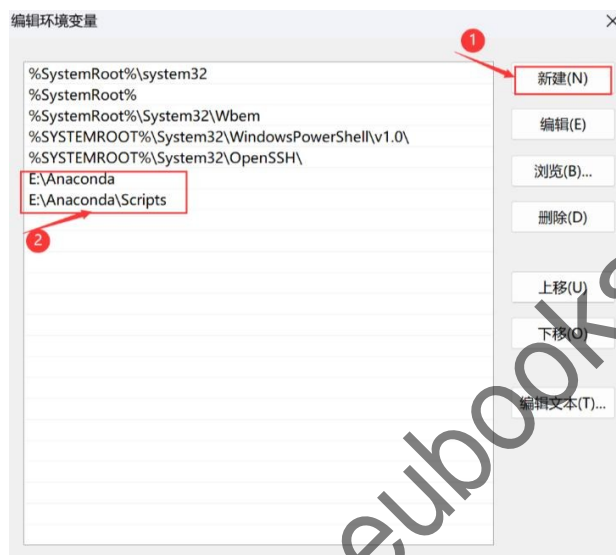 编辑环境变量
1
%SystemRoot%\system32
%SystemRoot%
%SystemRoot%\System32\Wbem
%SYSTEMROOT%\System32\WindowsPowerShell\v1.0\
%SYSTEMROOT%\System32\OpenSSH\
E:\Anaconda
E:\Anaconda\Scripts
2
新建(N)
编辑(E)
浏览(B)...
删除(D)
上移(U)
下移(O)
编辑文本(T)...
eubooks